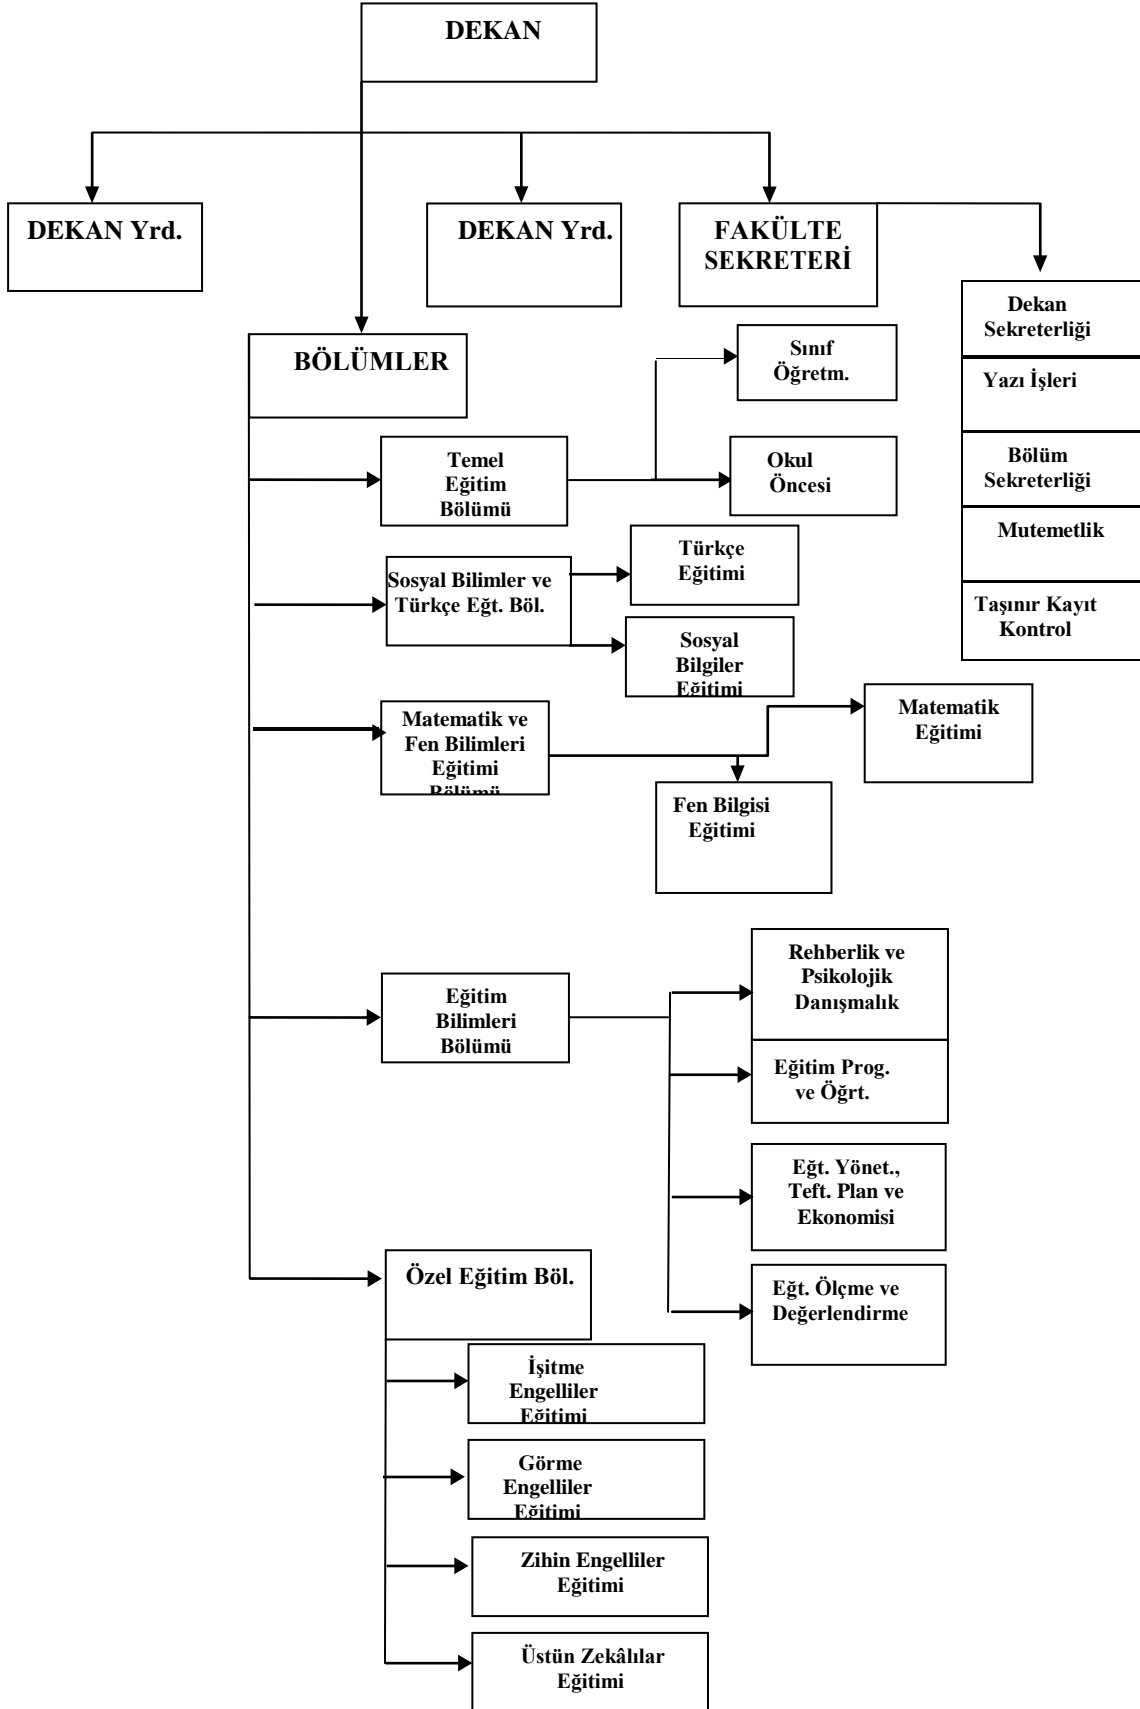 DEKAN
DEKAN Yrd.
DEKAN Yrd.
FAKÜLTE
SEKRETERİ
Dekan
Sekreterliği
Yazı İşleri
Bölüm
Sekreterliği
Mutemetlik
Taşınır Kayıt
Kontrol
BÖLÜMLER
Sınıf
Öğretm.
Temel
Eğitim
Bölümü
Okul
Öncesi
Sosyal Bilimler ve
Türkçe Eğt. Böl.
Türkçe
Eğitimi
Sosyal
Bilgiler
Eğitimi
Matematik ve
Fen Bilimleri
Eğitimi
Bölümü
Matematik
Eğitimi
Fen Bilgisi
Eğitimi
Eğitim
Bilimleri
Bölümü
Rehberlik ve
Psikolojik
Danışmalık
Eğitim Prog.
ve Öğrt.
Eğt. Yönet.,
Teft. Plan ve
Ekonomisi
Eğt. Ölçme ve
Değerlendirme
Özel Eğitim Böl.
İşitme
Engelliler
Eğitimi
Görme
Engelliler
Eğitimi
Zihin Engelliler
Eğitimi
Üstün Zekâlılar
Eğitimi